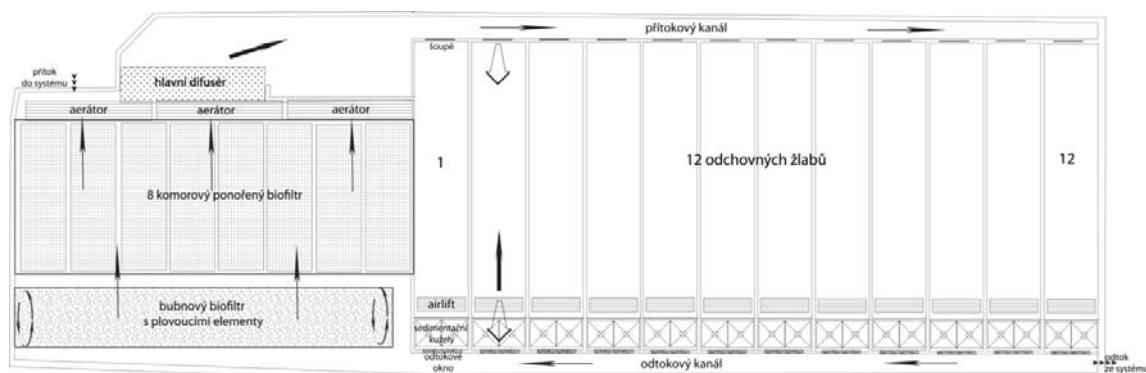 přítokový kanál
šoupě
přítok
do systému
hlavní difusér
aerátor
aerátor
aerátor
1
12 odchovných žlabů
12
8 komorový ponořený biofiltr
bubnový biofiltr
s plovoucími elementy
airlift
sedimentační
kužely
odtokové
okno
odtokový kanál
odtok
ze systému